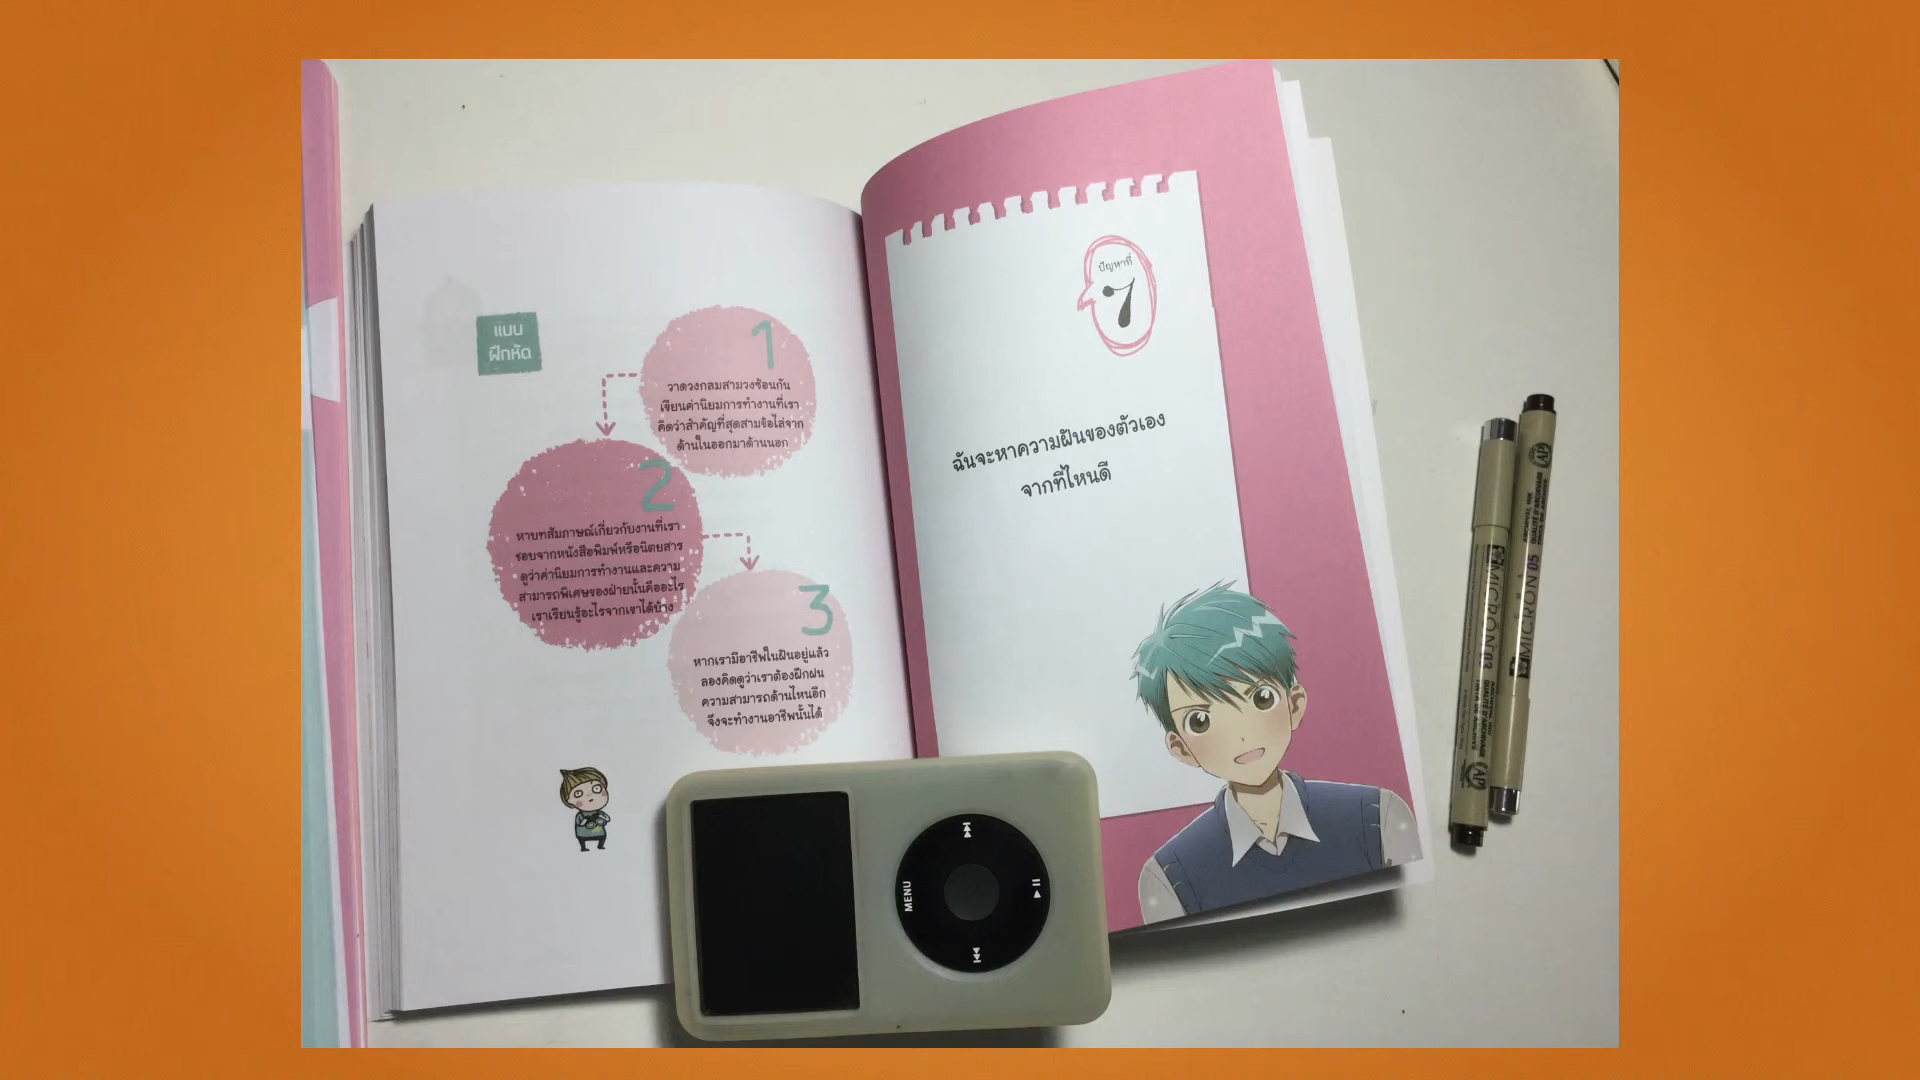 แบบ
ฝึกหัด
1
วาดวงกลมสามวงซ้อนกัน
เขียนค่านิยมการทำงานที่เรา
คิดว่าสำคัญที่สุดสามข้อไล่จาก
ด้านในออกมาด้านนอก
2
หาบทสัมภาษณ์เกี่ยวกับงานที่เรา
ชอบจากหนังสือพิมพ์หรือนิตยสาร
ดูว่าค่านิยมการทำงานและความ
สามารถพิเศษของฝ่ายนั้นคืออะไร
เราเรียนรู้อะไรจากเขาได้บ้าง
3
หากเรามีอาชีพในฝันอยู่แล้ว
ลองคิดดูว่าเราต้องฝึกฝน
ความสามารถด้านไหนอีก
จึงจะทำงานอาชีพนั้นได้
ปัญหาที่
7
ฉันจะหาความฝันของตัวเอง
จากที่ไหนดี
MENU
MICRON 03
MICRON 05
AP
AP